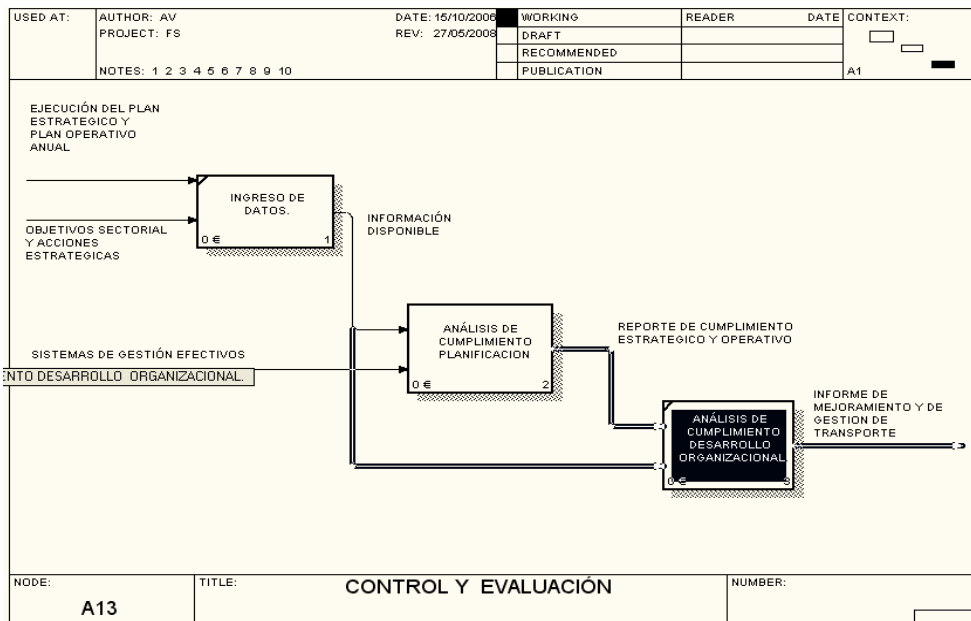 USED AT:
AUTHOR: AV
DATE: 15/10/2006
PROJECT: FS
REV: 27/05/2008
NOTES: 1 2 3 4 5 6 7 8 9 10
WORKING
DRAFT
RECOMMENDED
PUBLICATION
READER DATE
CONTEXT:
A1
EJECUCIÓN DEL PLAN
ESTRATEGICO Y
PLAN OPERATIVO
ANUAL
INGRESO DE
DATOS.
0 € 1
OBJETIVOS SECTORIAL
Y ACCIONES
ESTRATEGICAS
INFORMACIÓN
DISPONIBLE
ANÁLISIS DE
CUMPLIMIENTO
PLANIFICACION
0 € 2
SISTEMAS DE GESTIÓN EFECTIVOS
ENTO DESARROLLO ORGANIZACIONAL.
REPORTE DE CUMPLIMIENTO
ESTRATEGICO Y OPERATIVO
ANÁLISIS DE
CUMPLIMIENTO
DESARROLLO
ORGANIZACIONAL
0 € 3
INFORME DE
MEJORAMIENTO Y DE
GESTION DE
TRANSPORTE
NODE:
A13
TITLE:
CONTROL Y EVALUACIÓN
NUMBER: